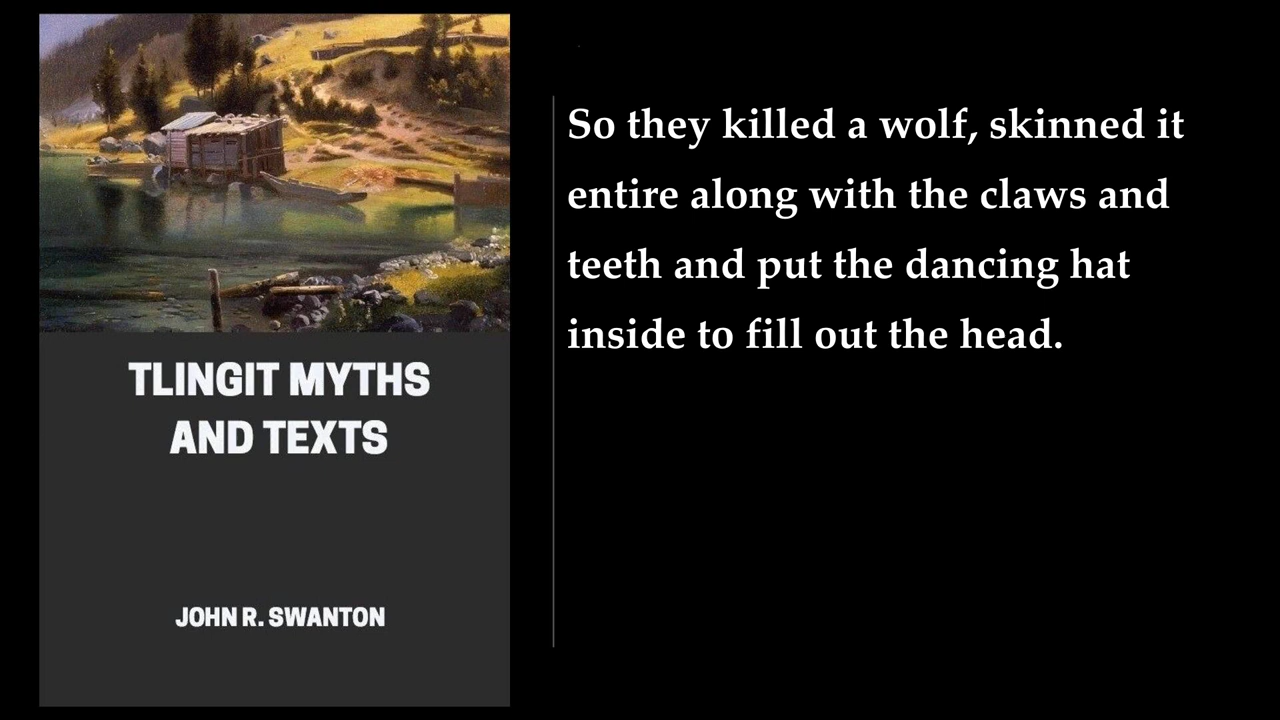 TLINGIT MYTHS
AND TEXTS
JOHN R. SWANTON
So they killed a wolf, skinned it
entire along with the claws and
teeth and put the dancing hat
inside to fill out the head.